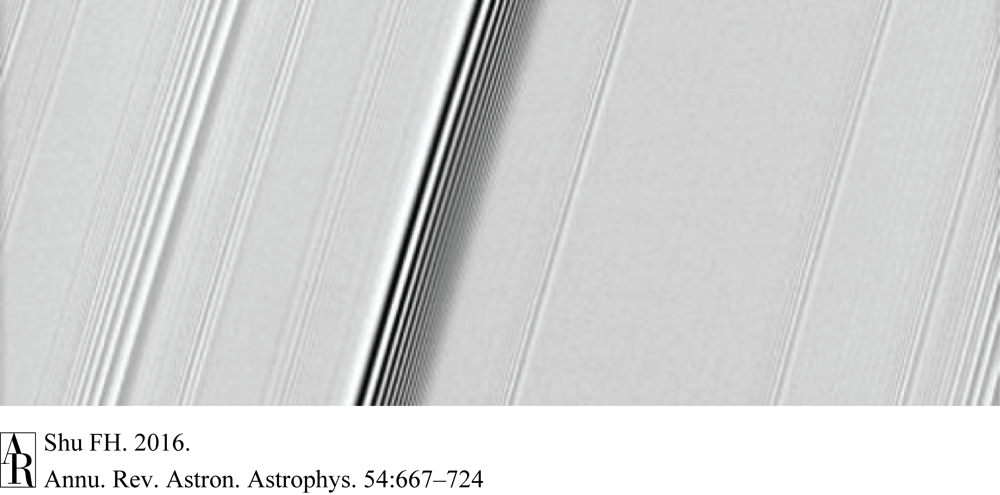 AR
Shu FH. 2016.
Annu. Rev. Astron. Astrophys. 54:667–724